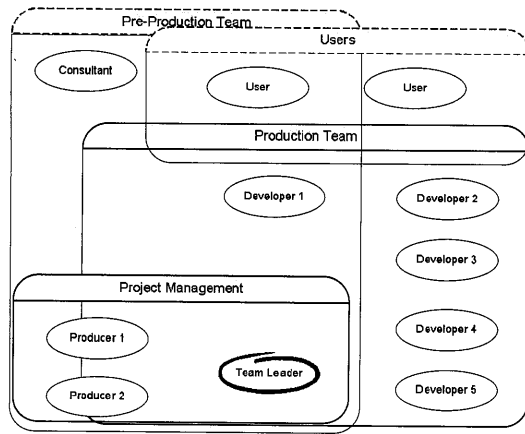 Pre-Production Team
Users
Consultant
User
User
Production Team
Developer 1
Developer 2
Developer 3
Project Management
Producer 1
Developer 4
Team Leader
Producer 2
Developer 5